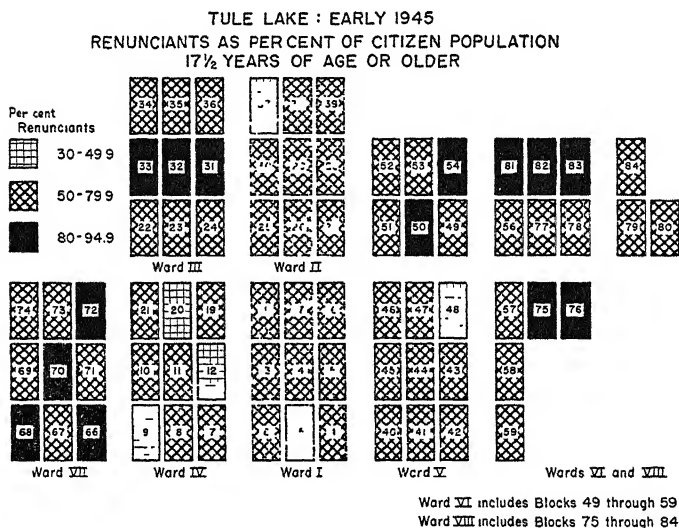 TULE LAKE : EARLY 1945
RENUNCIANTS AS PER CENT OF CITIZEN POPULATION
17½ YEARS OF AGE OR OLDER
Per cent
Renunciants
30-49 9
50-79 9
80-94.9
34 35 36
39
33 32 31
52 53 54
81 82 83
84
22 23 24
51 50 49
56 77 78
79 80
Ward III
Ward II
74 73 72
21 20 19
46 47 48
57 75 76
69 70 71
10 11 12
3 4
45 44 43
58
68 67 66
9 8 7
1
40 41 42
59
Ward VII
Ward IV
Ward I
Ward V
Wards VI and VIII
Ward VI includes Blocks 49 through 59
Ward VIII includes Blocks 75 through 84